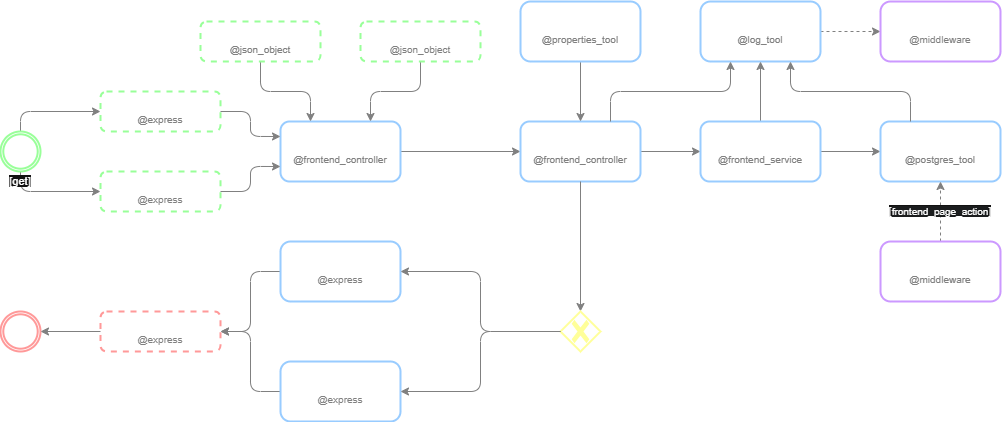 @properties_tool
@log_tool
@middleware
@json_object
@json_object
@express
@frontend_controller
@frontend_controller
@frontend_service
@postgres_tool
[get]
@express
[frontend_page_action]
@express
@middleware
@express
@express